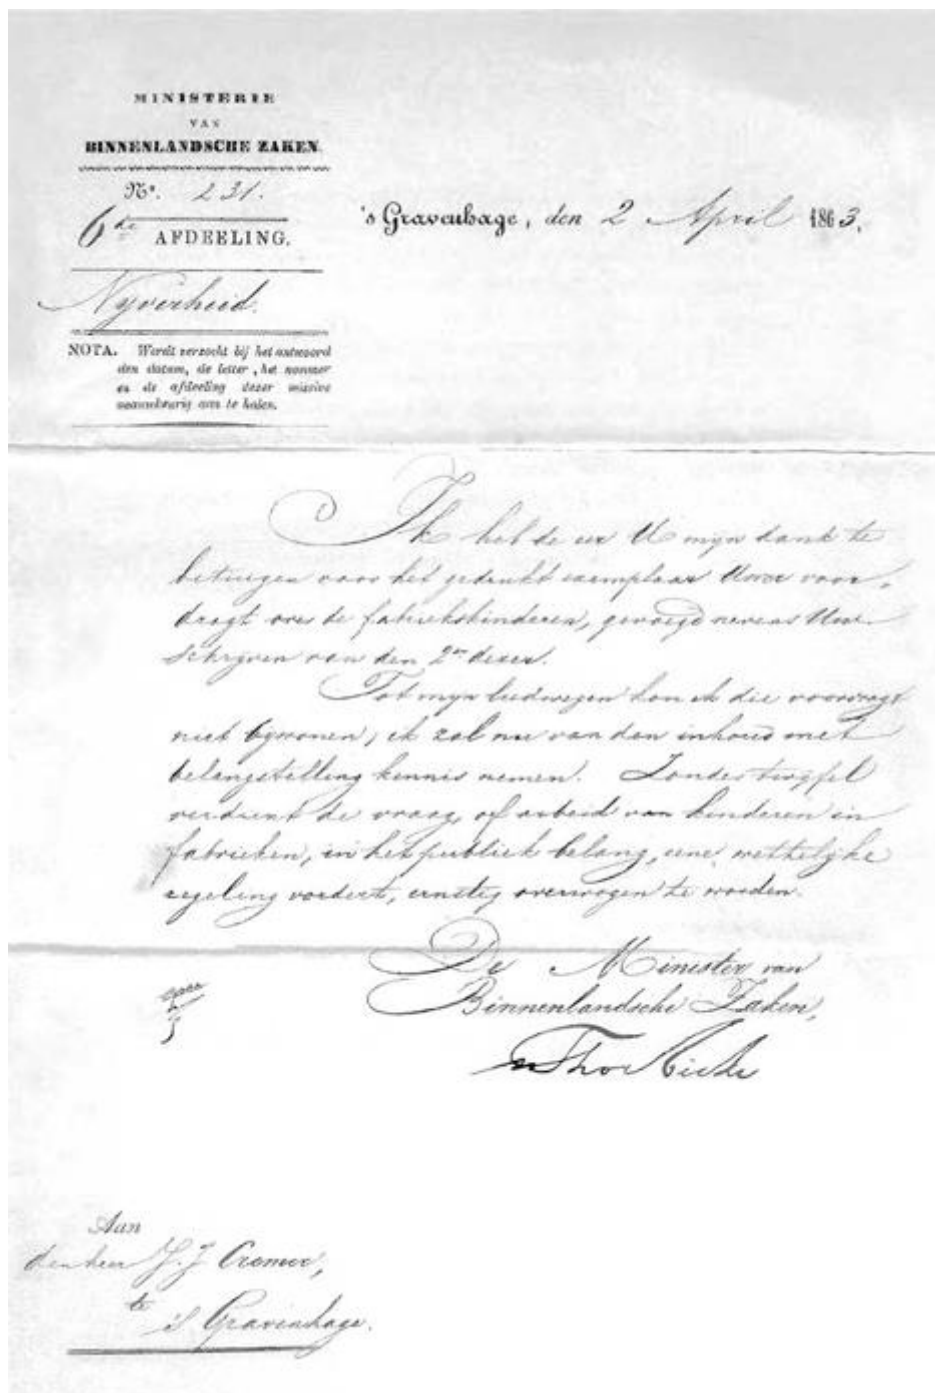 MINISTERIE
VAN
BINNENLANDSCHE ZAKEN.
No. 231.
6de AFDEELING.
Nyverheid.
NOTA. Wordt verzocht bij het antwoord
den datum, de letter, het nommer
en de afdeeling dezer missive
naauwkeurig aan te halen.
's Gravenhage, den 2 April 1863.
Ik heb de eer U mijn dank te
betuigen voor het gedrukt exemplaar Uwer voor-
dragt over de fabriekskinderen, gevoegd nevens Uw
schrijven van den 2en dezer.
Tot mijn leedwezen kon ik die voordragt
niet bijwonen, ik zal nu van den inhoud met
belangstelling kennis nemen. Zonder twijfel
verdient de vraag, of arbeid van kinderen in
fabrieken, in het publiek belang, eene wettelijke
regeling vordert, ernstig overwogen te worden.
De Minister van
Binnenlandsche Zaken,
Thorbecke
Aan
den heer J. J. Cremer,
te
's Gravenhage.